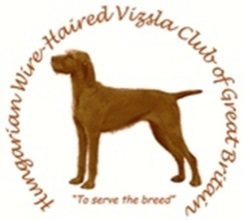 Hungarian Wire-Haired Vizsla Club of Great Britain
"To serve the breed"